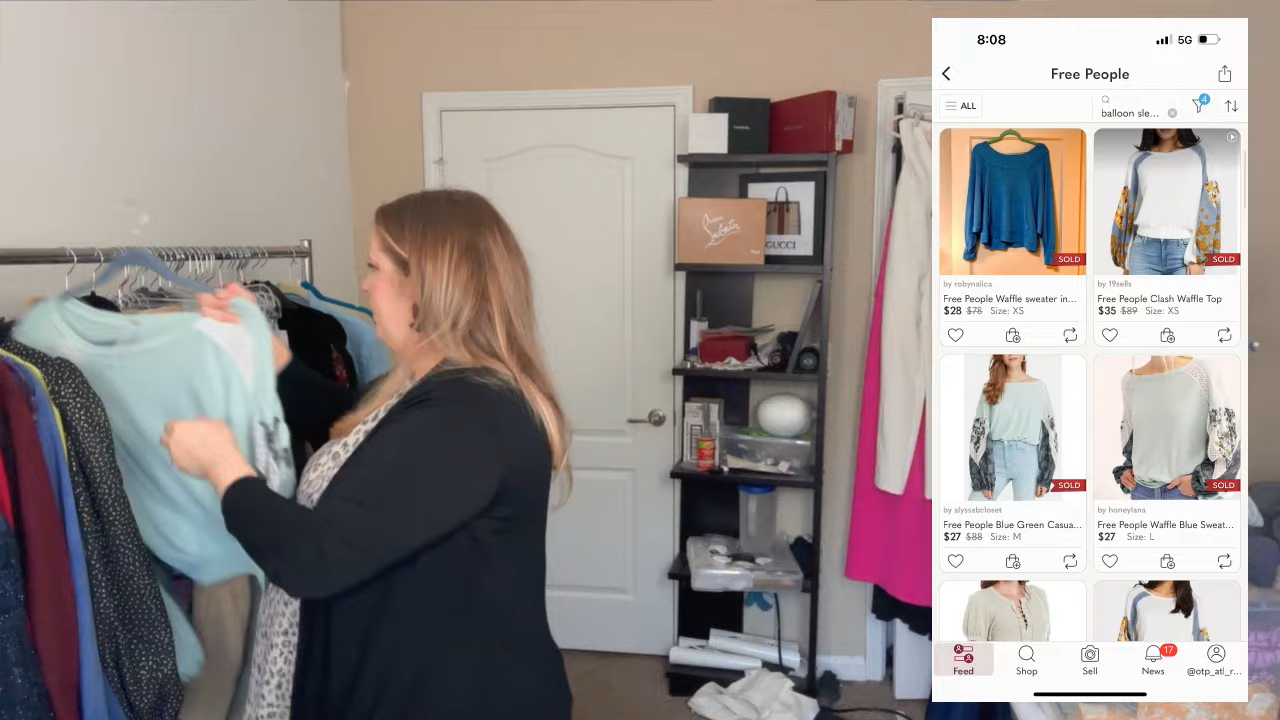 8:08
5G
Free People
ALL
balloon sle...
4
SOLD
SOLD
by robynalica
by 19sells
Free People Waffle sweater in...
Free People Clash Waffle Top
$28 $78 Size: XS
$35 $89 Size: XS
SOLD
SOLD
by alyssabcloset
by honeylana
Free People Blue Green Casua...
Free People Waffle Blue Sweat...
$27 $88 Size: M
$27 Size: L
17
Feed
Shop
Sell
News
@otp_atl_r...
Louboutin
GUCCI